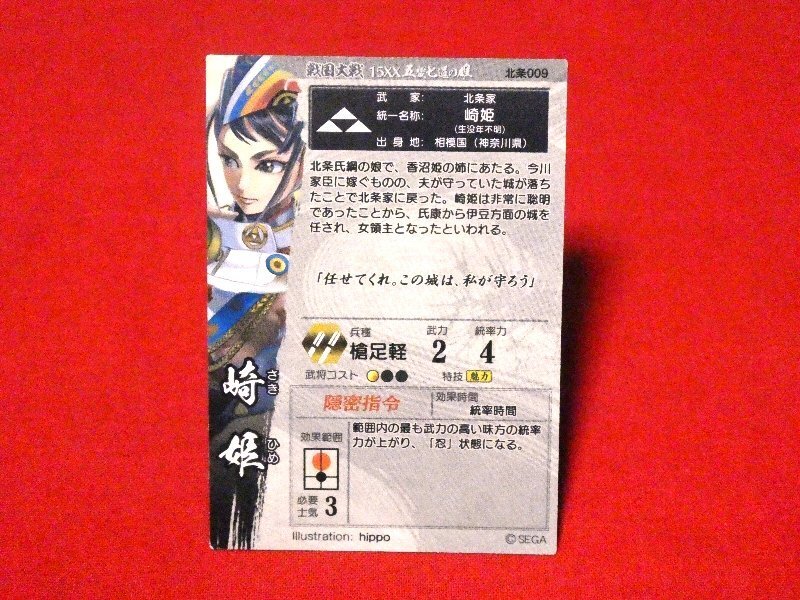 戦国大戦 15XX 五畿七道の雄 北条009
武家: 北条家
統一名称: 崎姫
(生没年不明)
出身地: 相模国(神奈川県)
北条氏綱の娘で、香沼姫の姉にあたる。今川
家臣に嫁ぐものの、夫が守っていた城が落ち
たことで北条家に戻った。崎姫は非常に聡明
であったことから、氏康から伊豆方面の城を
任され、女領主となったといわれる。
「任せてくれ。この城は、私が守ろう」
兵種
槍足軽
武力
2
統率力
4
武将コスト
特技 魅力
隠密指令
効果時間
統率時間
範囲内の最も武力の高い味方の統率
力が上がり、「忍」状態になる。
効果範囲
必要
士気 3
崎姫
さき
ひめ
Illustration: hippo
©SEGA